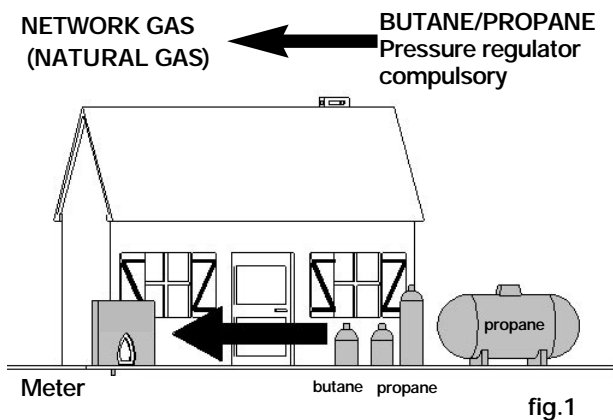 NETWORK GAS
(NATURAL GAS)
BUTANE/PROPANE
Pressure regulator
compulsory
propane
Meter
butane propane
fig.1